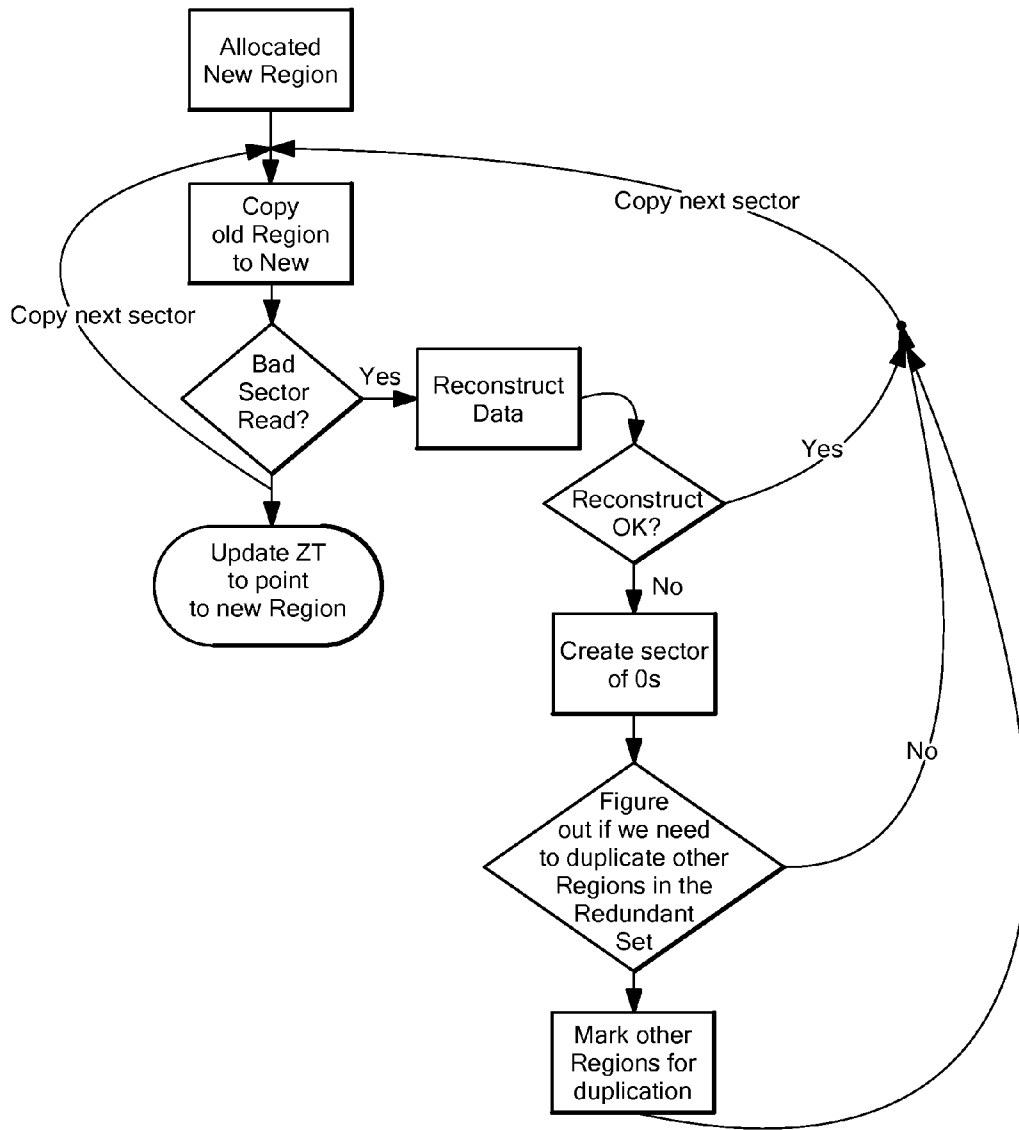 Allocated
New Region
Copy next sector
Copy
old Region
to New
Copy next sector
Bad
Sector
Read?
Yes
Reconstruct
Data
Yes
Reconstruct
OK?
Update ZT
to point
to new Region
No
Create sector
of 0s
No
Figure
out if we need
to duplicate other
Regions in the
Redundant
Set
Mark other
Regions for
duplication